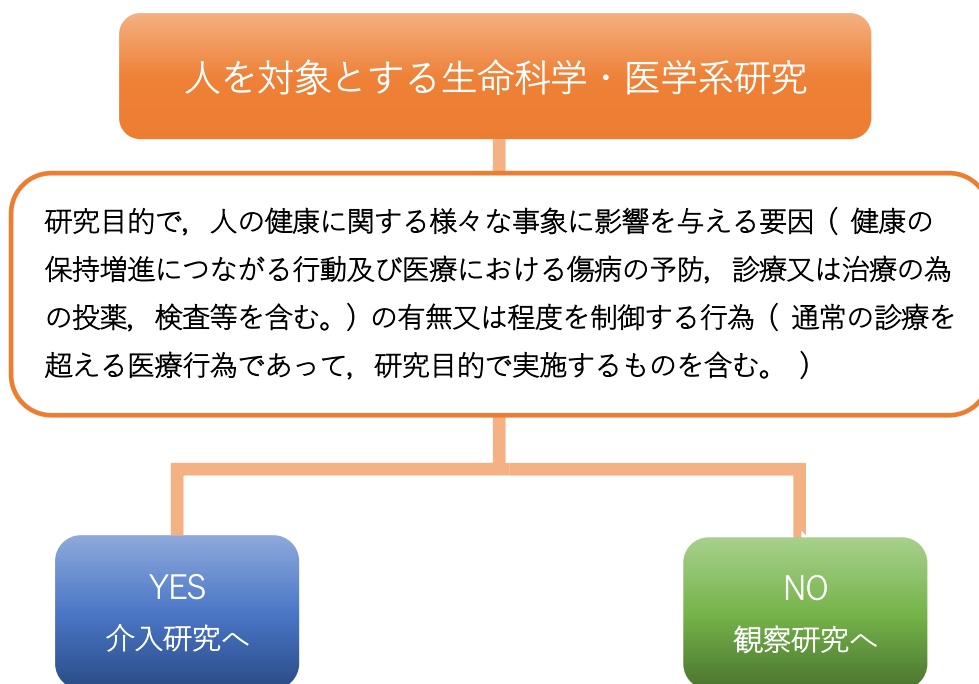 人を対象とする生命科学・医学系研究
研究目的で，人の健康に関する様々な事象に影響を与える要因（ 健康の
保持増進につながる行動及び医療における傷病の予防，診療又は治療の為
の投薬，検査等を含む。）の有無又は程度を制御する行為（ 通常の診療を
超える医療行為であって，研究目的で実施するものを含む。 ）
YES
介入研究へ
NO
観察研究へ